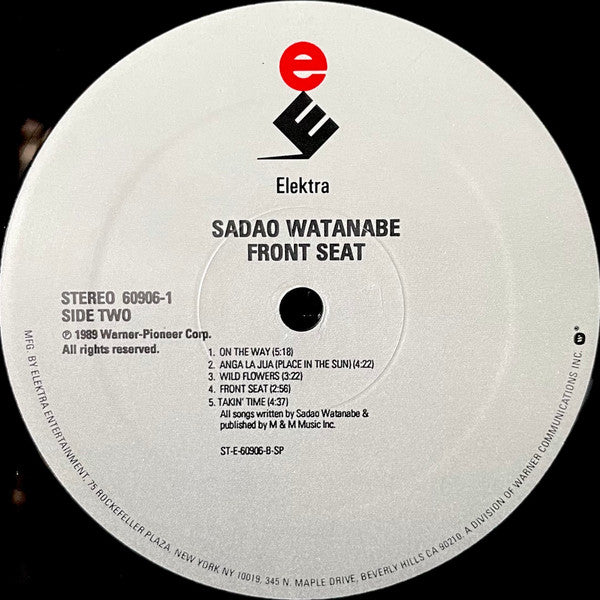 e
E
Elektra
SADAO WATANABE
FRONT SEAT
STEREO 60906-1
SIDE TWO
℗ 1989 Warner-Pioneer Corp.
All rights reserved.
1. ON THE WAY (5:18)
2. ANGA LA JUA (PLACE IN THE SUN) (4:22)
3. WILD FLOWERS (3:22)
4. FRONT SEAT (2:56)
5. TAKIN' TIME (4:37)
All songs written by Sadao Watanabe &
published by M & M Music Inc.
ST-E-60906-B-SP
MFG. BY ELEKTRA ENTERTAINMENT, 75 ROCKEFELLER PLAZA, NEW YORK NY 10019, 345 N. MAPLE DRIVE, BEVERLY HILLS CA 90210, A DIVISION OF WARNER COMMUNICATIONS INC. W ®